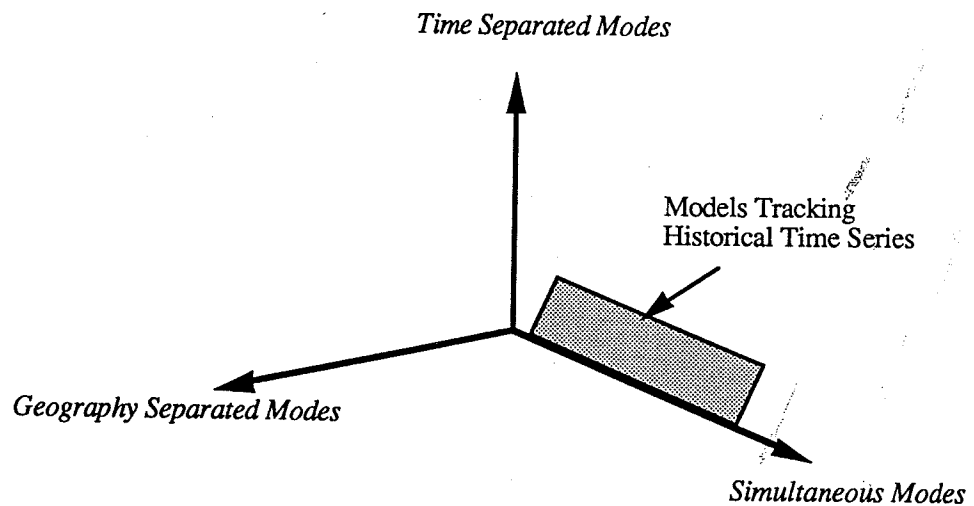 Time Separated Modes
Models Tracking
Historical Time Series
Geography Separated Modes
Simultaneous Modes